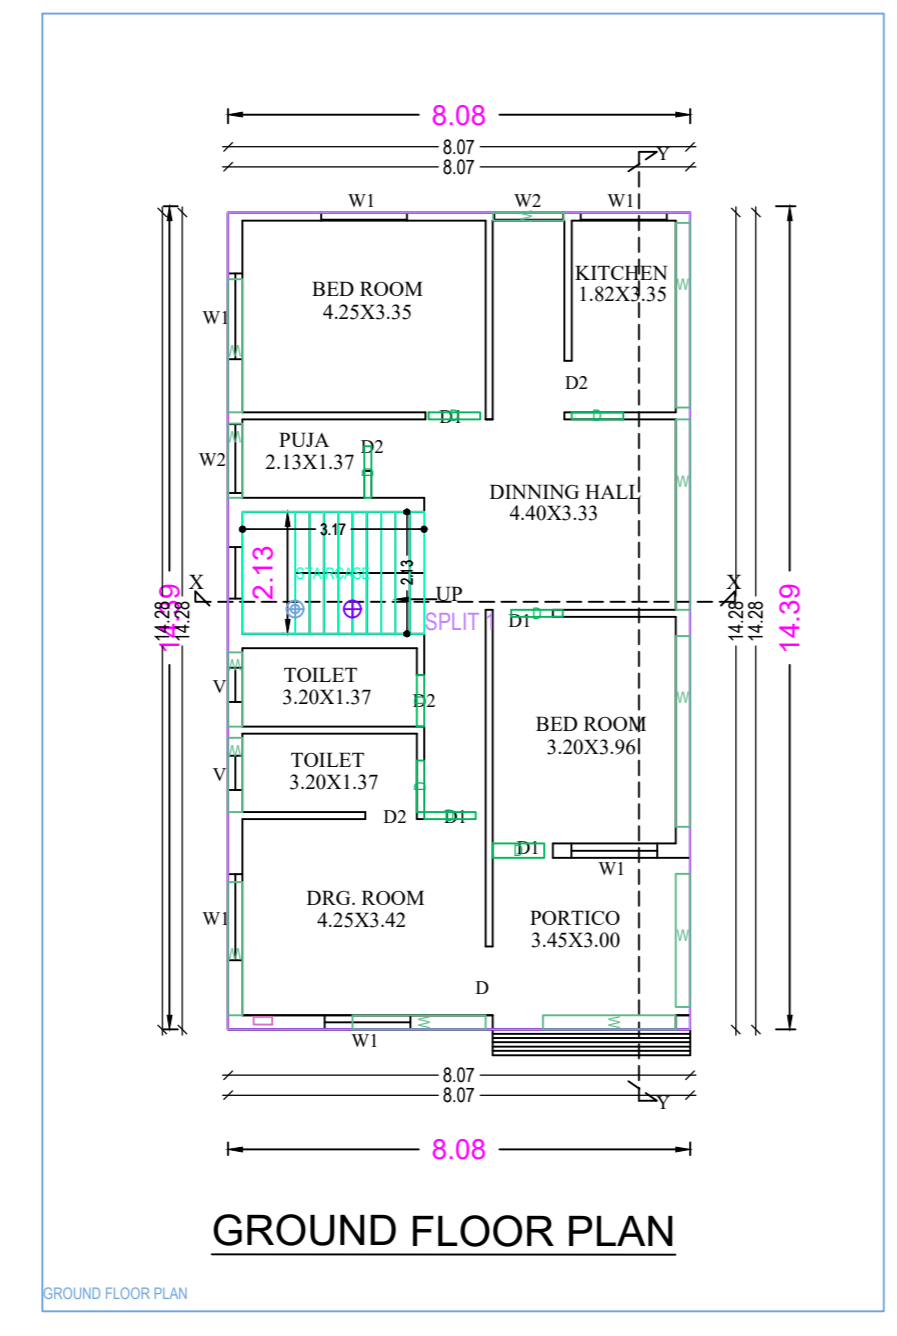 8.08
8.07
8.07
Y
W1
W2
W1
KITCHEN
1.82X3.35
W
BED ROOM
4.25X3.35
W1
W
D2
D1
D
W
PUJA
2.13X1.37
D2
D
W2
W
DINNING HALL
4.40X3.33
3.17
2.13
2.13
STAIRCASE
UP
X
X
14.28
14.39
14.28
SPLIT 1
D1
D
14.28
14.28
14.39
W
TOILET
3.20X1.37
V
D2
D
W
BED ROOM
3.20X3.96
W
TOILET
3.20X1.37
V
D
D2
D1
D
D1
D
W1
DRG. ROOM
4.25X3.42
W1
W
PORTICO
3.45X3.00
W
D
W
W
W1
8.07
8.07
Y
8.08
GROUND FLOOR PLAN
GROUND FLOOR PLAN